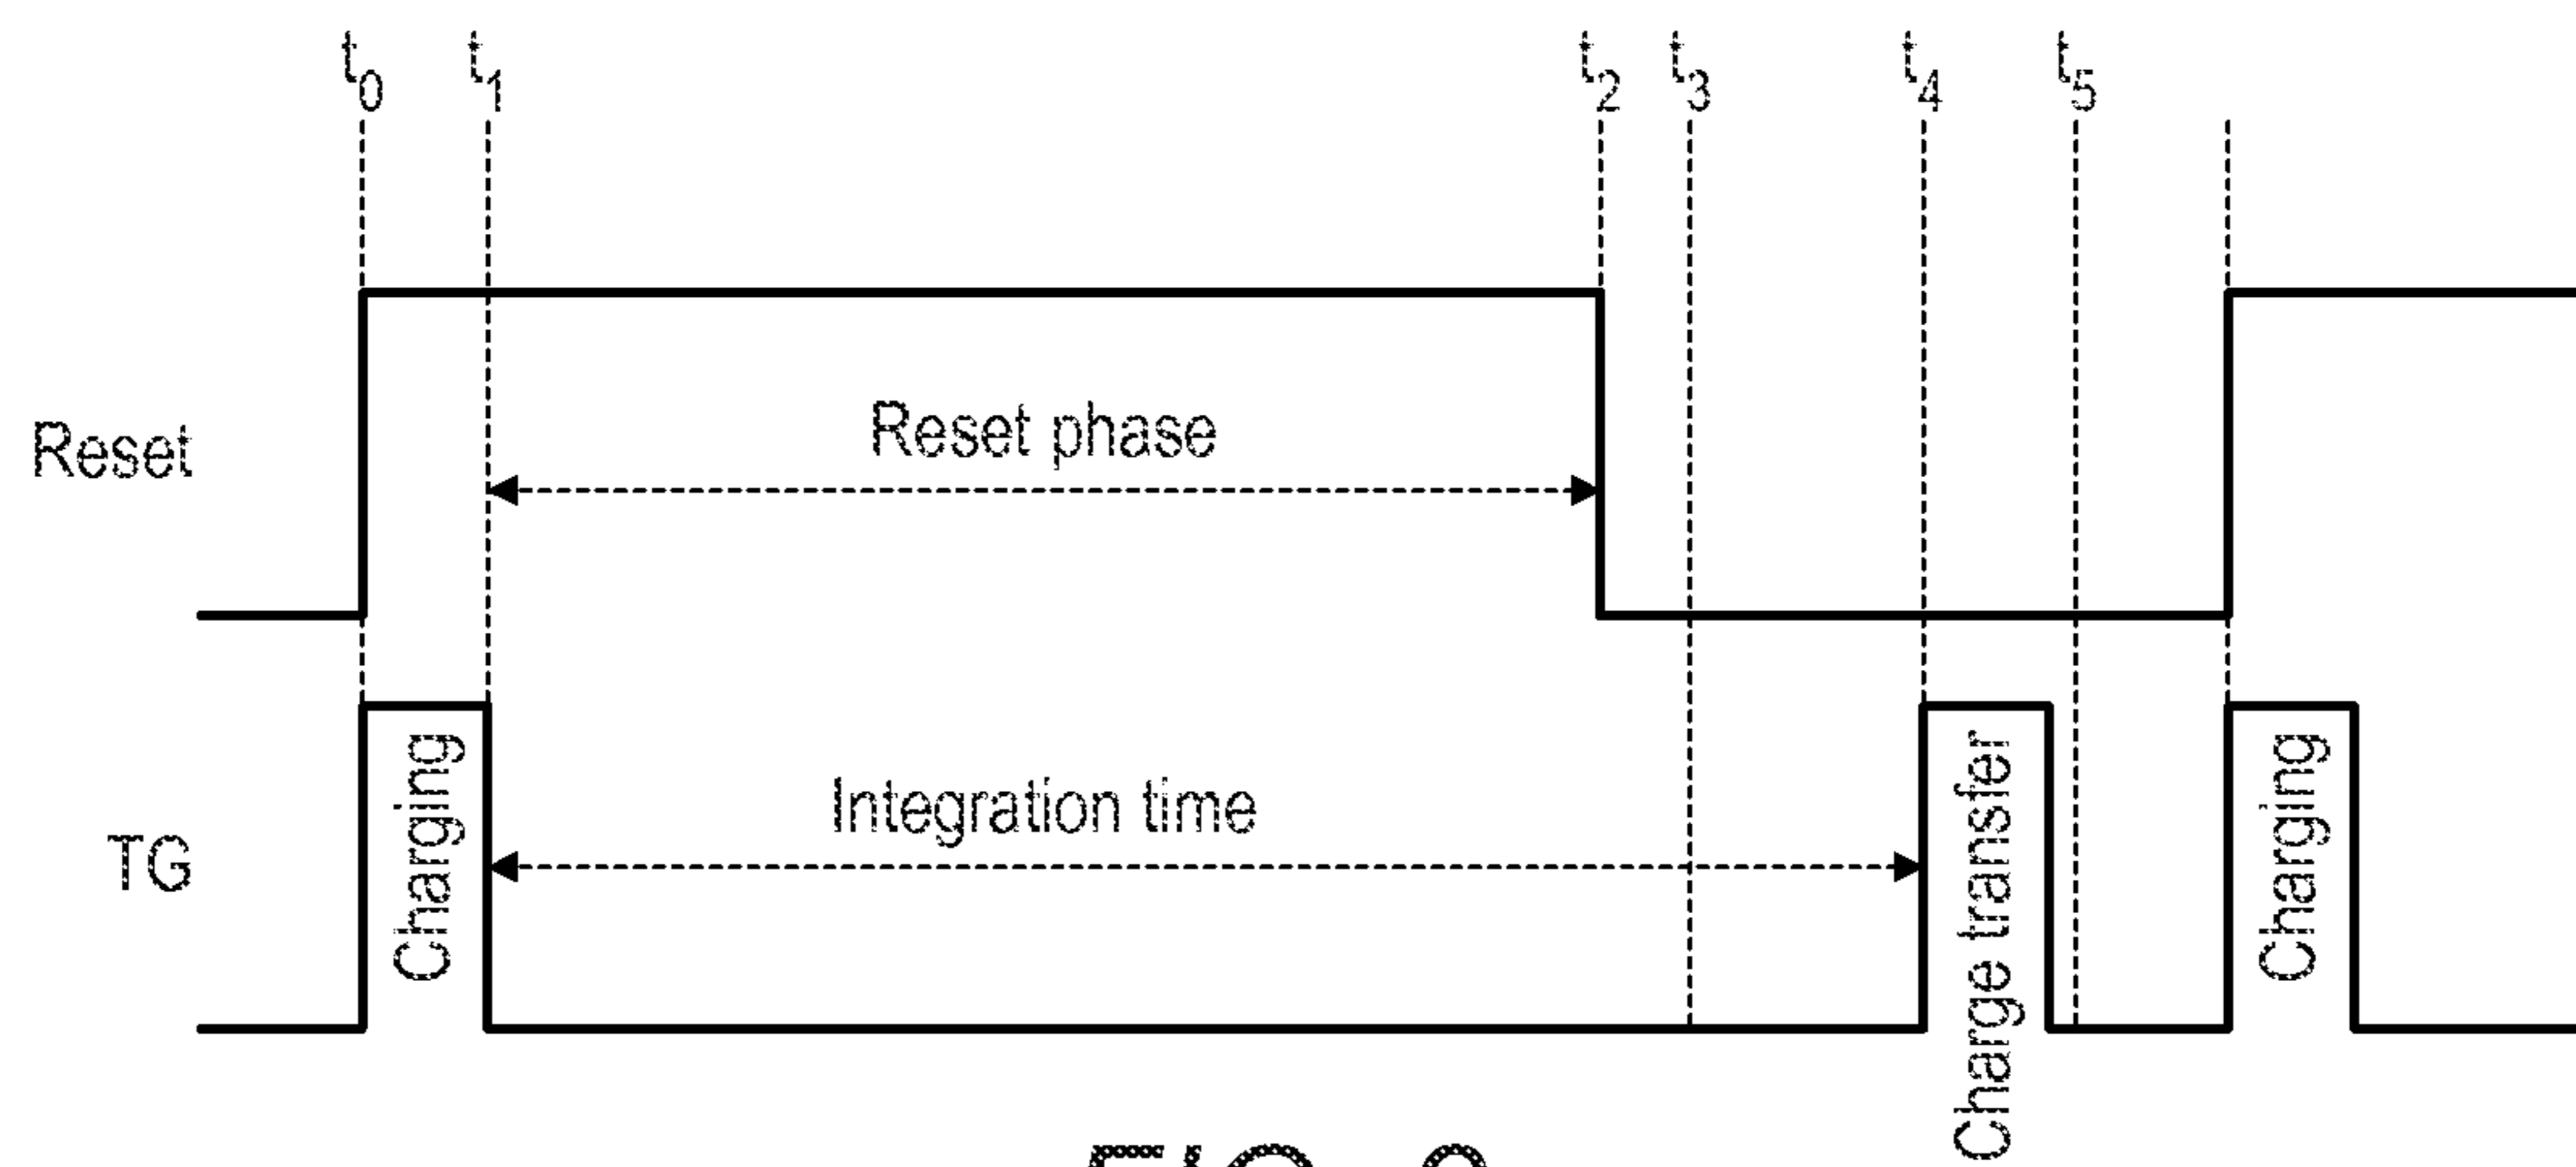 t0 t1 t2 t3 t4 t5
Reset phase
Reset
Integration time
TG
Charging
Charge transfer
Charging